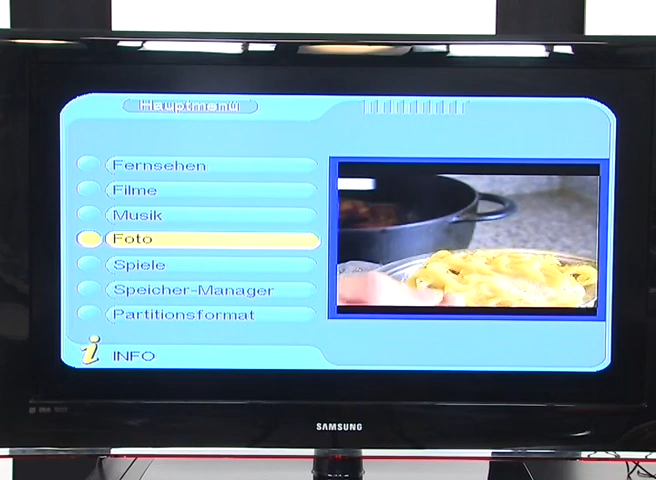 Hauptmenü
Fernsehen
Filme
Musik
Foto
Spiele
Speicher-Manager
Partitionsformat
i INFO
SAMSUNG